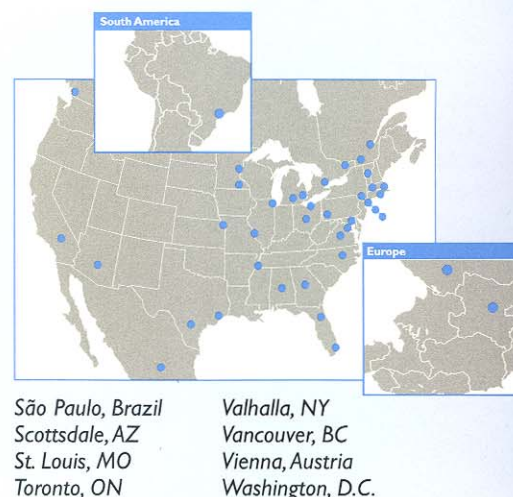 South America
Europe
São Paulo, Brazil
Scottsdale, AZ
St. Louis, MO
Toronto, ON
Valhalla, NY
Vancouver, BC
Vienna, Austria
Washington, D.C.